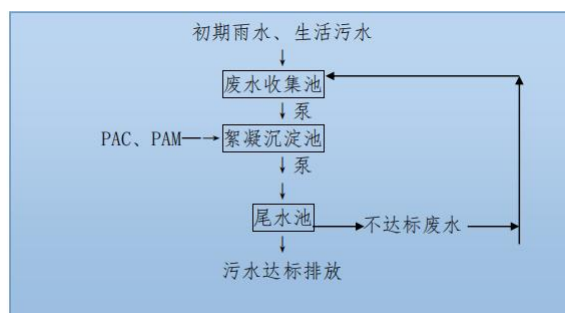 初期雨水、生活污水
废水收集池
泵
PAC、PAM
絮凝沉淀池
泵
尾水池
不达标废水
污水达标排放